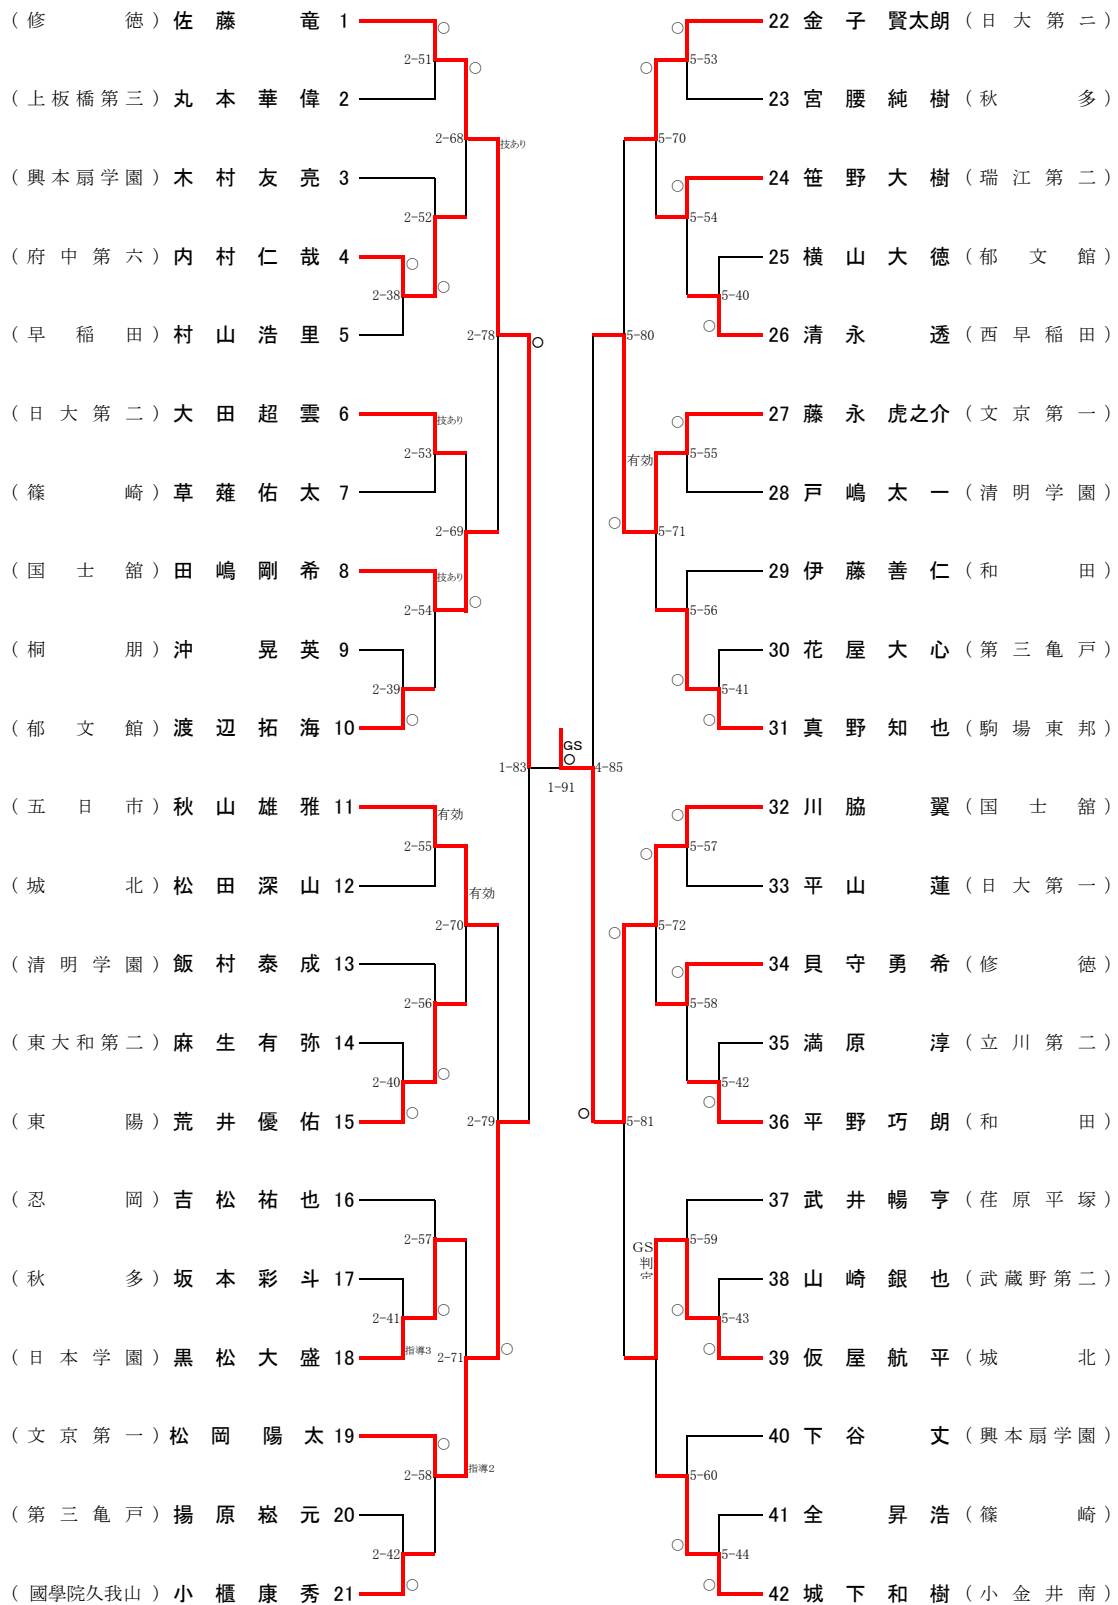 （修徳）佐藤竜 1
22 金子賢太朗（日大第二）
2-51
5-53
（上板橋第三）丸本華偉 2
23 宮腰純樹（秋多）
2-68
技あり
5-70
（興本扇学園）木村友亮 3
24 笹野大樹（瑞江第二）
2-52
5-54
（府中第六）内村仁哉 4
25 横山大徳（郁文館）
2-38
5-40
（早稲田）村山浩里 5
2-78
5-80
26 清永透（西早稲田）
（日大第二）大田超雲 6
技あり
27 藤永虎之介（文京第一）
2-53
有効
5-55
（篠崎）草薙佑太 7
28 戸嶋太一（清明学園）
2-69
5-71
（国士舘）田嶋剛希 8
技あり
29 伊藤善仁（和田）
2-54
5-56
（桐朋）沖晃英 9
30 花屋大心（第三亀戸）
2-39
5-41
（郁文館）渡辺拓海 10
31 真野知也（駒場東邦）
GS
1-83
4-85
1-91
（五日市）秋山雄雅 11
有効
32 川脇翼（国士舘）
2-55
5-57
（城北）松田深山 12
有効
33 平山蓮（日大第一）
2-70
5-72
（清明学園）飯村泰成 13
34 貝守勇希（修徳）
2-56
5-58
（東大和第二）麻生有弥 14
35 満原淳（立川第二）
2-40
5-42
（東陽）荒井優佑 15
2-79
5-81
36 平野巧朗（和田）
（忍岡）吉松祐也 16
37 武井暢亨（荏原平塚）
2-57
GS
判定
5-59
（秋多）坂本彩斗 17
38 山崎銀也（武蔵野第二）
2-41
5-43
（日本学園）黒松大盛 18
指導3
2-71
39 仮屋航平（城北）
（文京第一）松岡陽太 19
40 下谷丈（興本扇学園）
2-58
指導2
5-60
（第三亀戸）揚原崧元 20
41 全昇浩（篠崎）
2-42
5-44
（國學院久我山）小櫃康秀 21
42 城下和樹（小金井南）